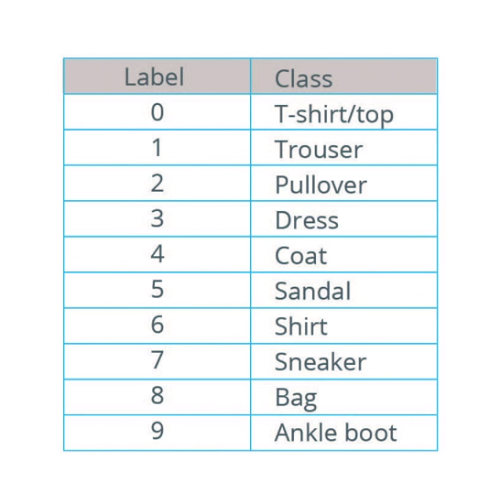 Label Class
0 T-shirt/top
1 Trouser
2 Pullover
3 Dress
4 Coat
5 Sandal
6 Shirt
7 Sneaker
8 Bag
9 Ankle boot